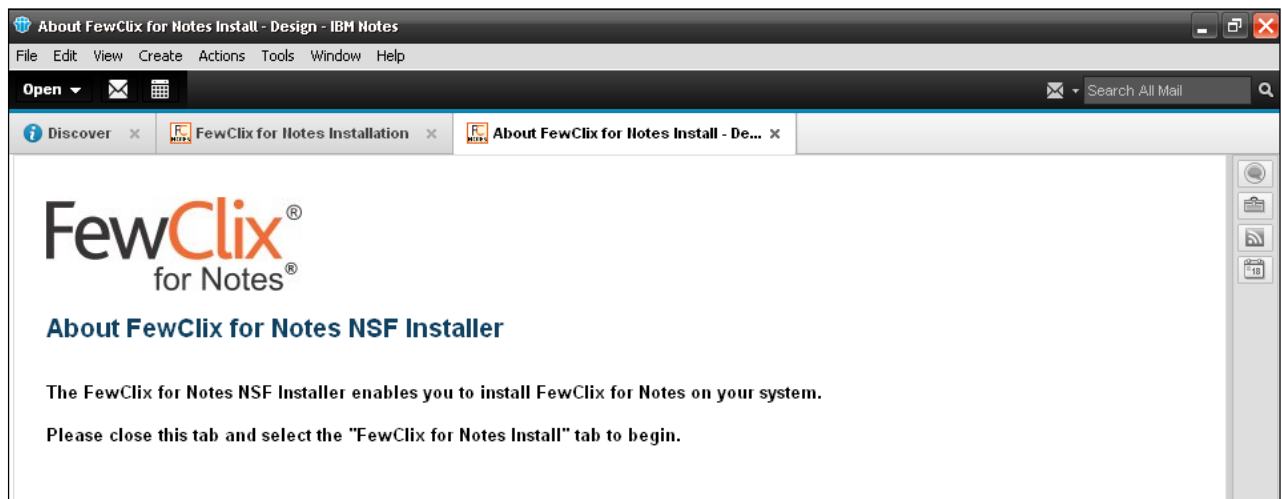 About FewClix for Notes Install - Design - IBM Notes
File Edit View Create Actions Tools Window Help
Open Search All Mail
Discover FewClix for Notes Installation About FewClix for Notes Install - De...
FewClix®
for Notes®
About FewClix for Notes NSF Installer
The FewClix for Notes NSF Installer enables you to install FewClix for Notes on your system.
Please close this tab and select the "FewClix for Notes Install" tab to begin.